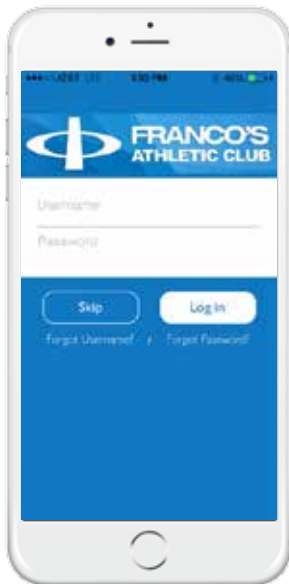 FRANCO'S
ATHLETIC CLUB
Username
Password
Skip Log In
Forgot Username? / Forgot Password?